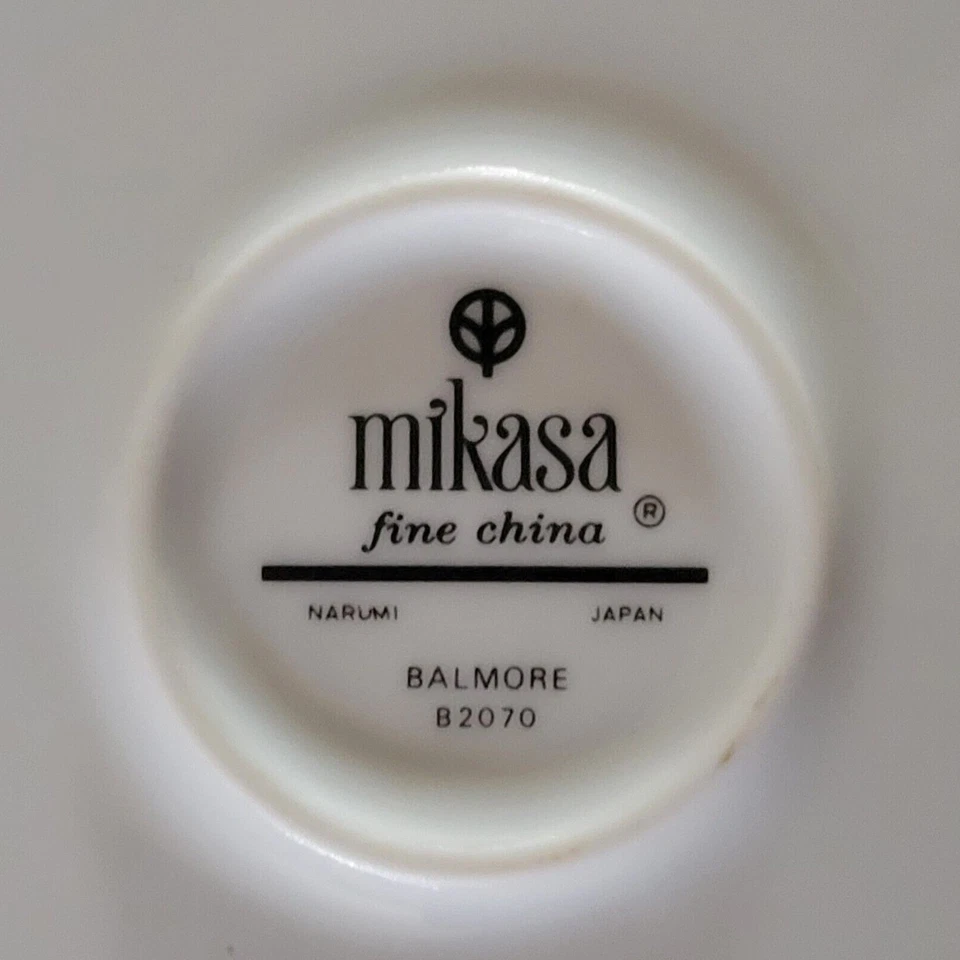 mikasa
fine china ®
NARUMI JAPAN
BALMORE
B2070